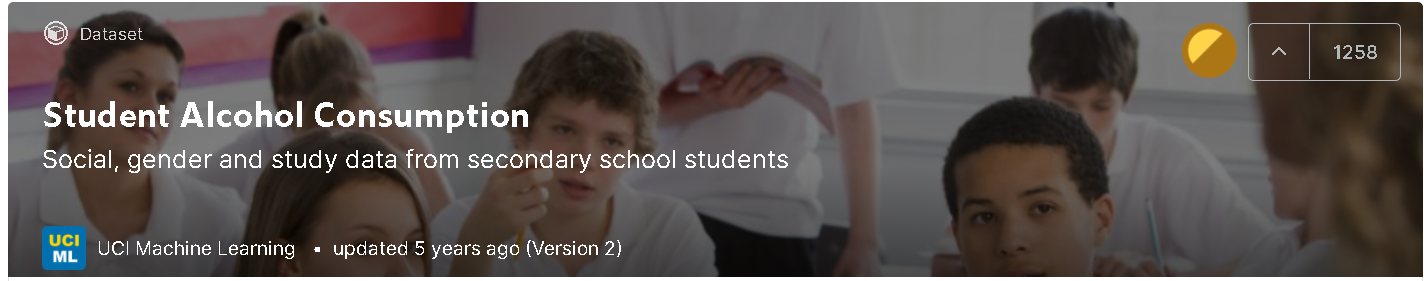 Dataset
1258
Student Alcohol Consumption
Social, gender and study data from secondary school students
UCI
ML
UCI Machine Learning • updated 5 years ago (Version 2)